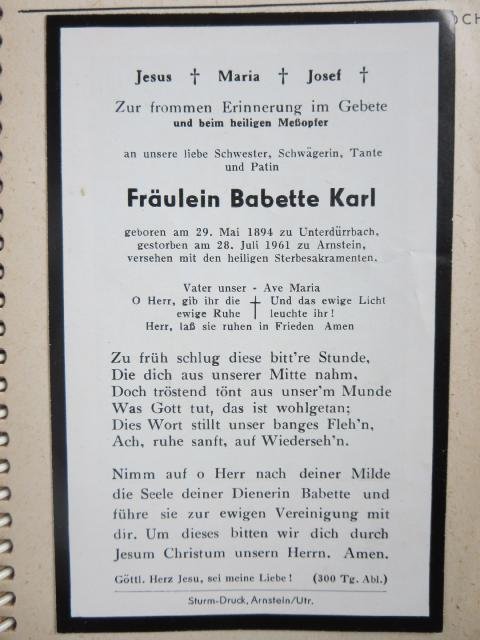 Jesus † Maria † Josef †
Zur frommen Erinnerung im Gebete
und beim heiligen Meßopfer
an unsere liebe Schwester, Schwägerin, Tante
und Patin
Fräulein Babette Karl
geboren am 29. Mai 1894 zu Unterdürrbach,
gestorben am 28. Juli 1961 zu Arnstein,
versehen mit den heiligen Sterbesakramenten.
Vater unser - Ave Maria
O Herr, gib ihr die † Und das ewige Licht
ewige Ruhe leuchte ihr!
Herr, laß sie ruhen in Frieden Amen
Zu früh schlug diese bitt're Stunde,
Die dich aus unserer Mitte nahm,
Doch tröstend tönt aus unser'm Munde
Was Gott tut, das ist wohlgetan;
Dies Wort stillt unser banges Fleh'n,
Ach, ruhe sanft, auf Wiederseh'n.
Nimm auf o Herr nach deiner Milde
die Seele deiner Dienerin Babette und
führe sie zur ewigen Vereinigung mit
dir. Um dieses bitten wir dich durch
Jesum Christum unsern Herrn. Amen.
Göttl. Herz Jesu, sei meine Liebe! (300 Tg. Abl.)
Sturm-Druck, Arnstein/Utr.